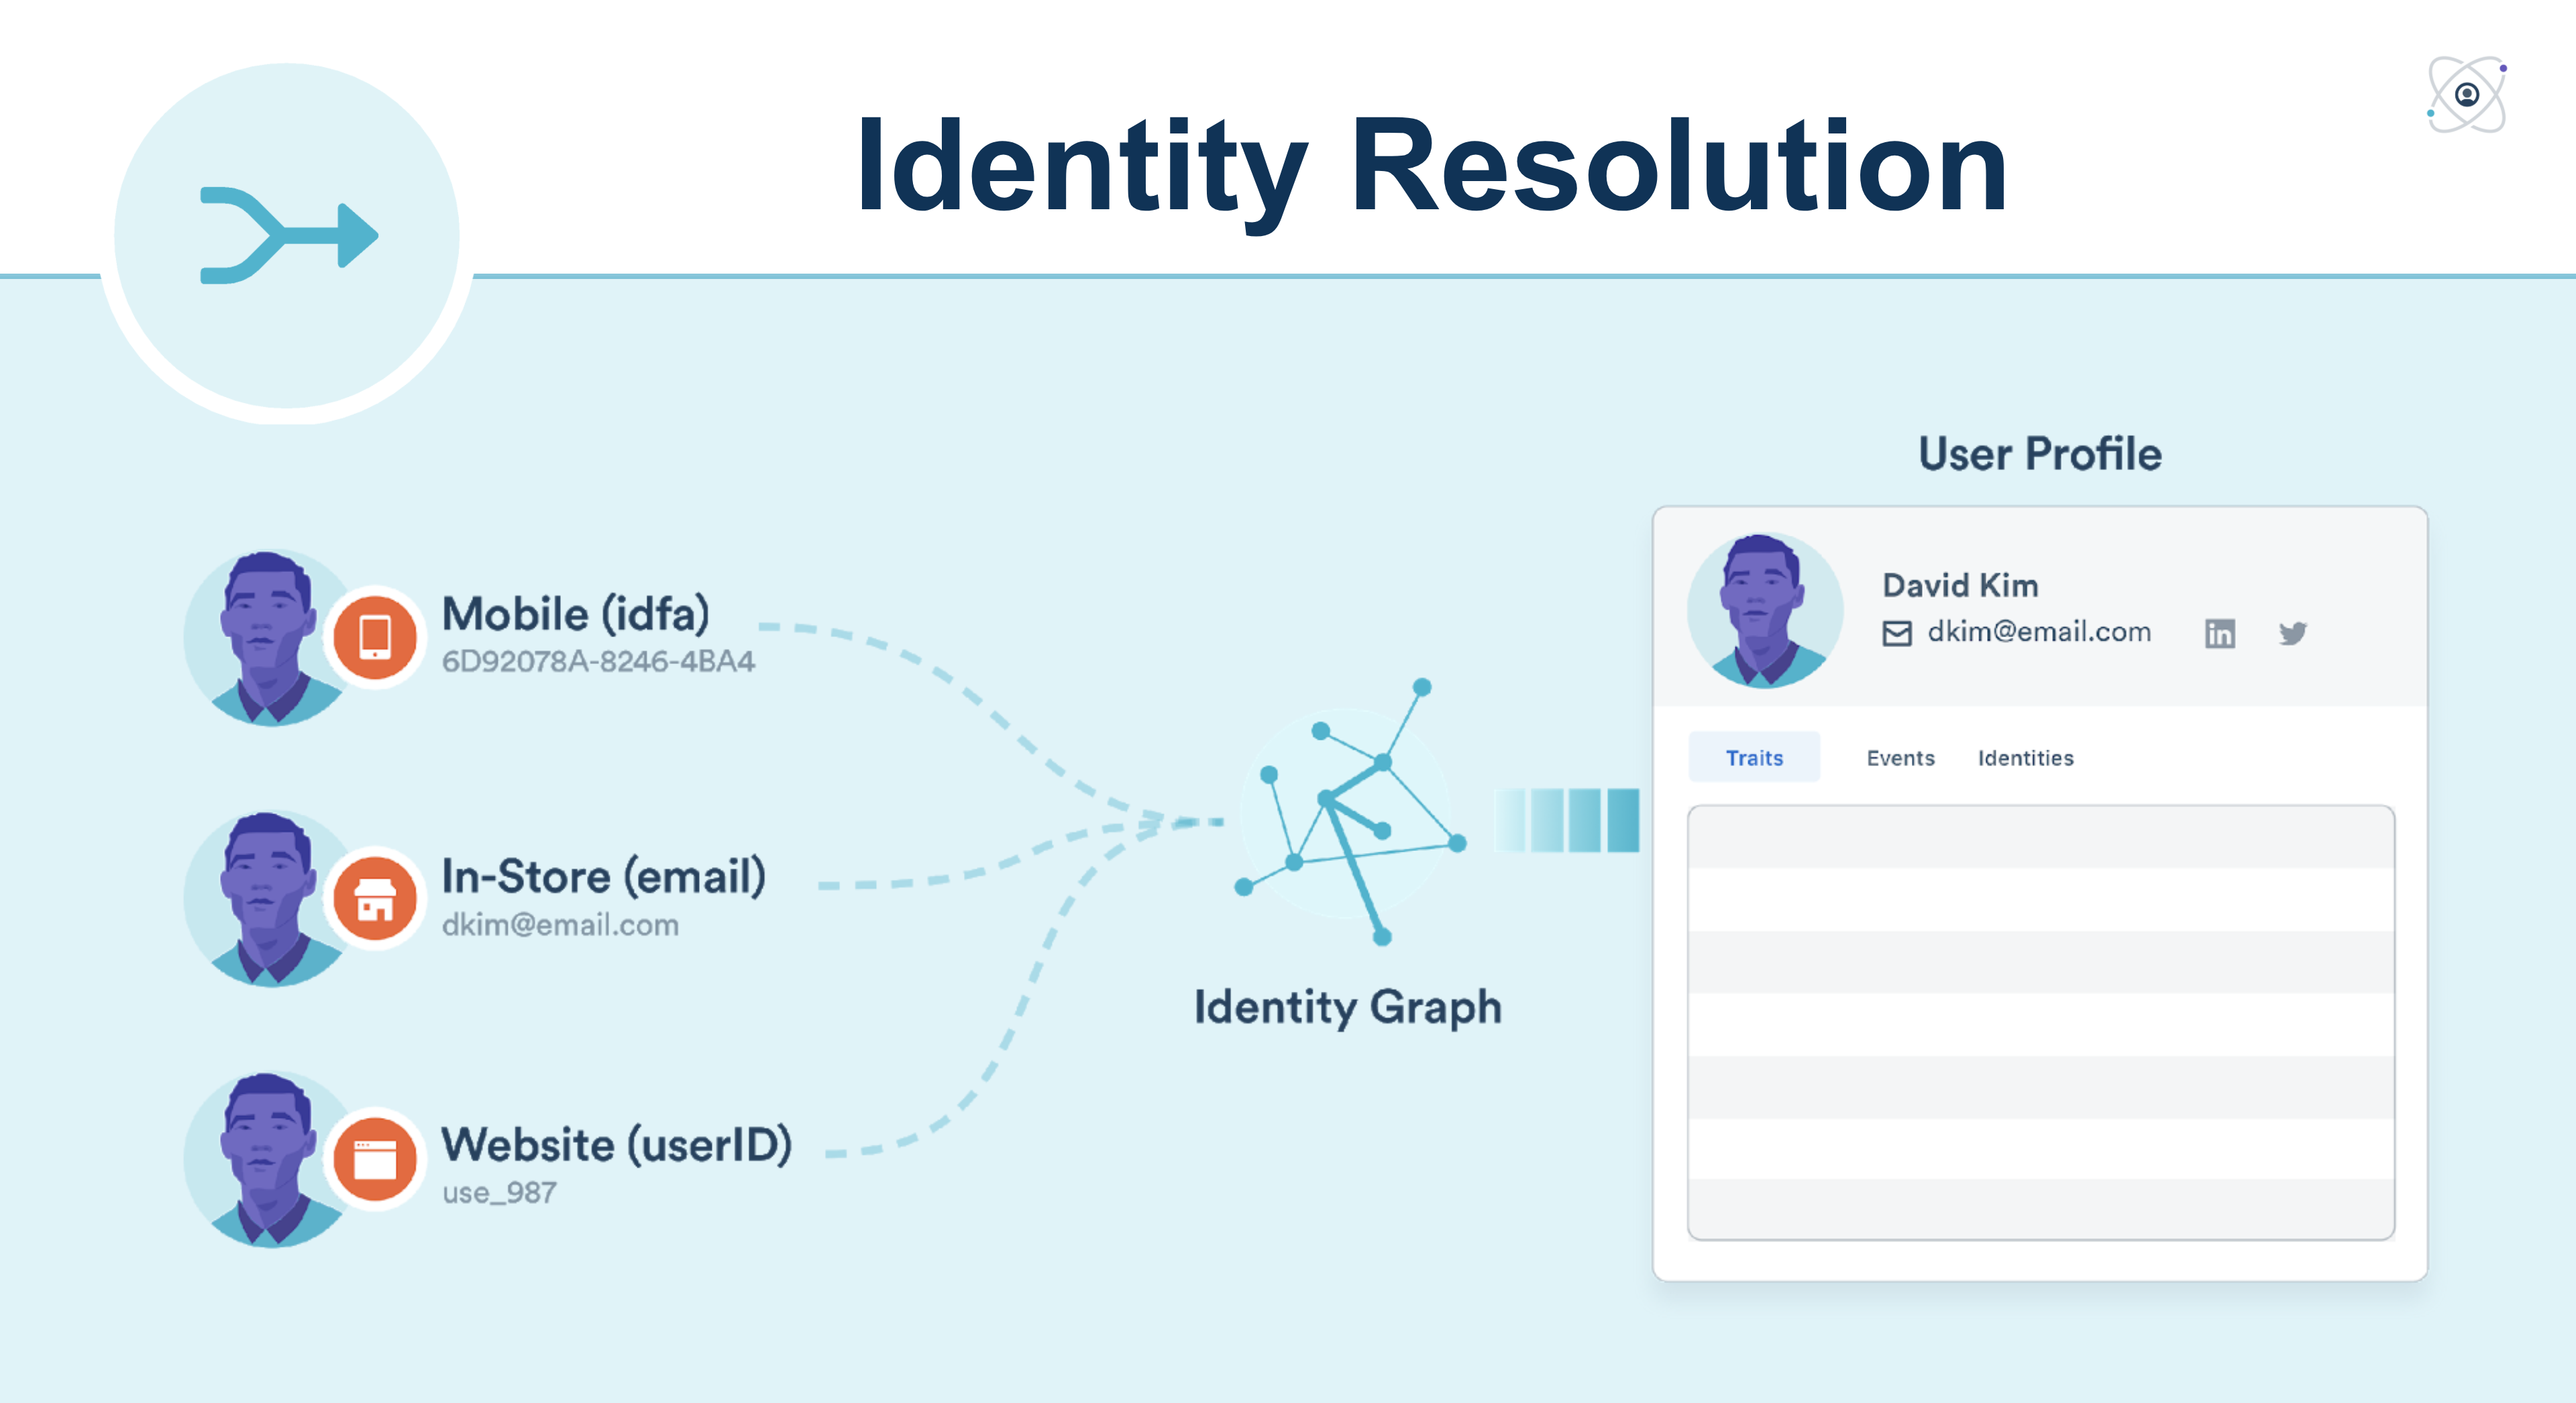 Identity Resolution
Mobile (idfa)
6D92078A-8246-4BA4
In-Store (email)
dkim@email.com
Website (userID)
use_987
Identity Graph
User Profile
David Kim
dkim@email.com
in
Traits Events Identities